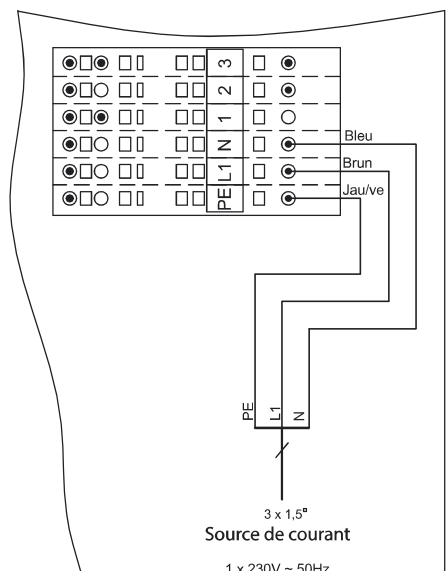 3
2
1
N
L1
PE
Bleu
Brun
Jau/ve
PE
L1
N
3 x 1,5▫
Source de courant
1 x 230V ~ 50Hz